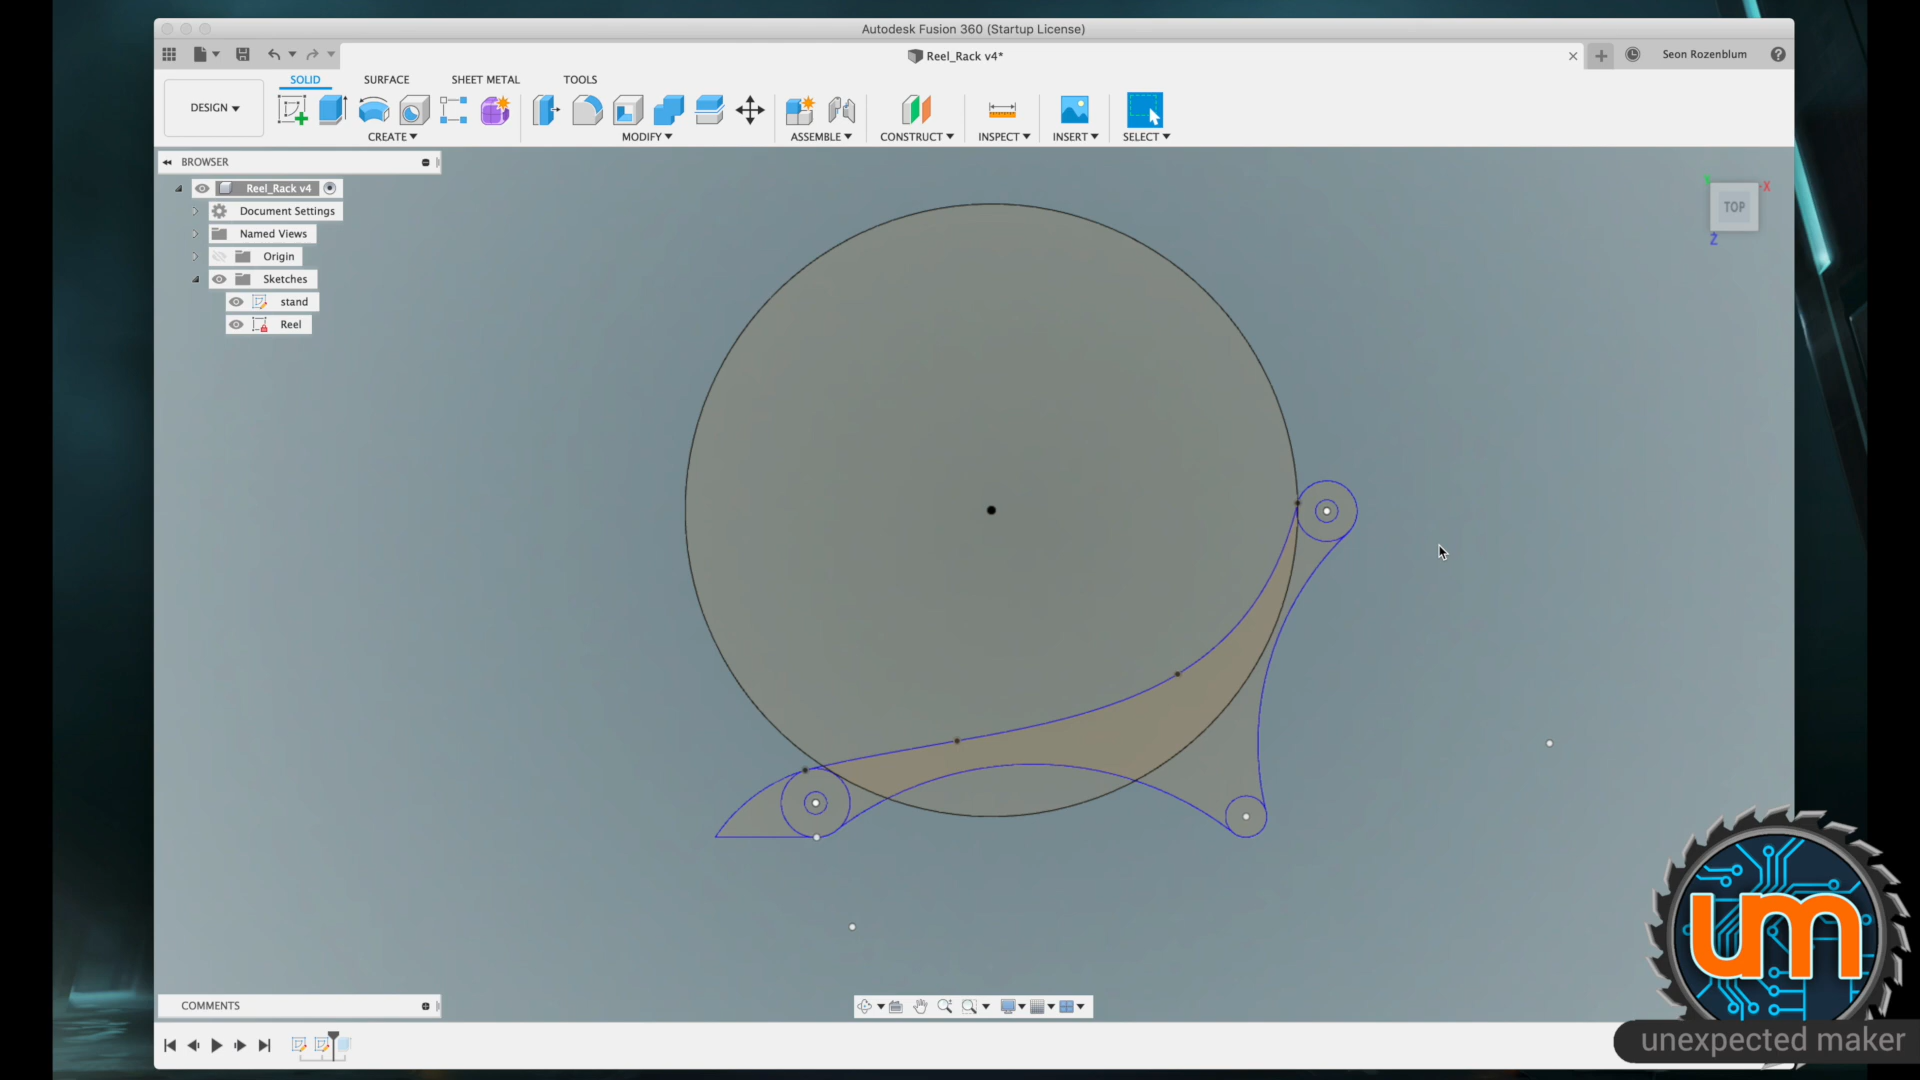 Autodesk Fusion 360 (Startup License)
Reel_Rack v4*
Seon Rozenblum
SOLID SURFACE SHEET METAL TOOLS
DESIGN
CREATE MODIFY ASSEMBLE CONSTRUCT INSPECT INSERT SELECT
BROWSER
Reel_Rack v4
Document Settings
Named Views
Origin
Sketches
stand
Reel
TOP
X
Z
um
unexpected maker
COMMENTS